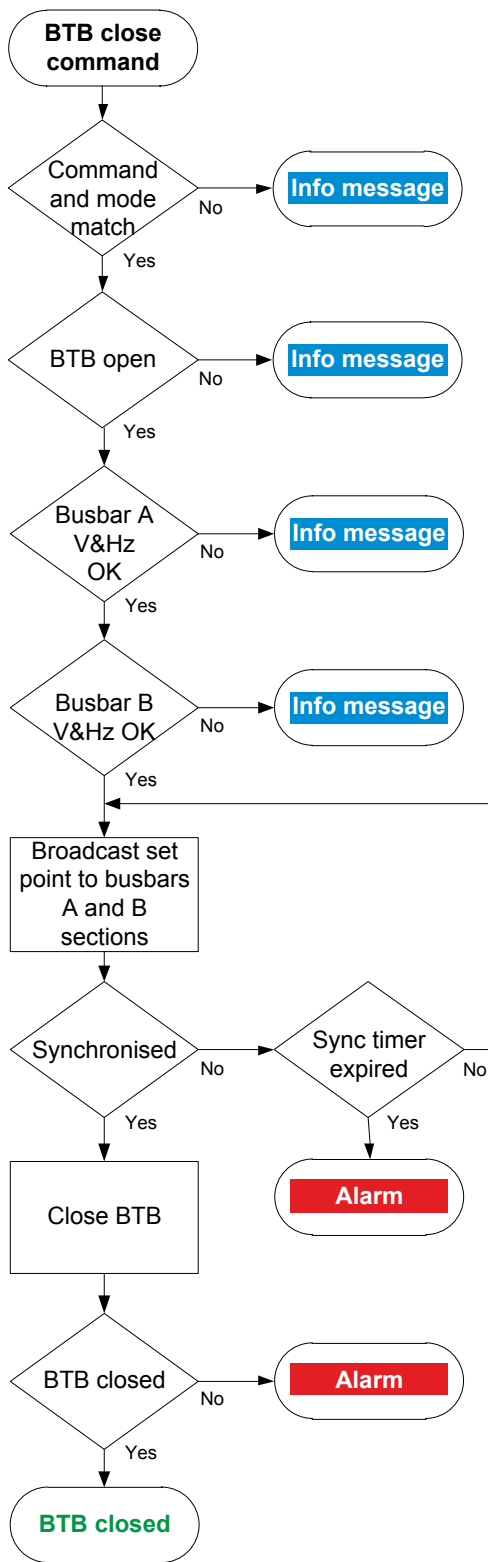 BTB close
command
Command
and mode
match
No
Info message
Yes
BTB open
No
Info message
Yes
Busbar A
V&Hz
OK
No
Info message
Yes
Busbar B
V&Hz OK
No
Info message
Yes
Broadcast set
point to busbars
A and B
sections
Synchronised
No
Sync timer
expired
No
Yes
Yes
Close BTB
Alarm
BTB closed
No
Alarm
Yes
BTB closed